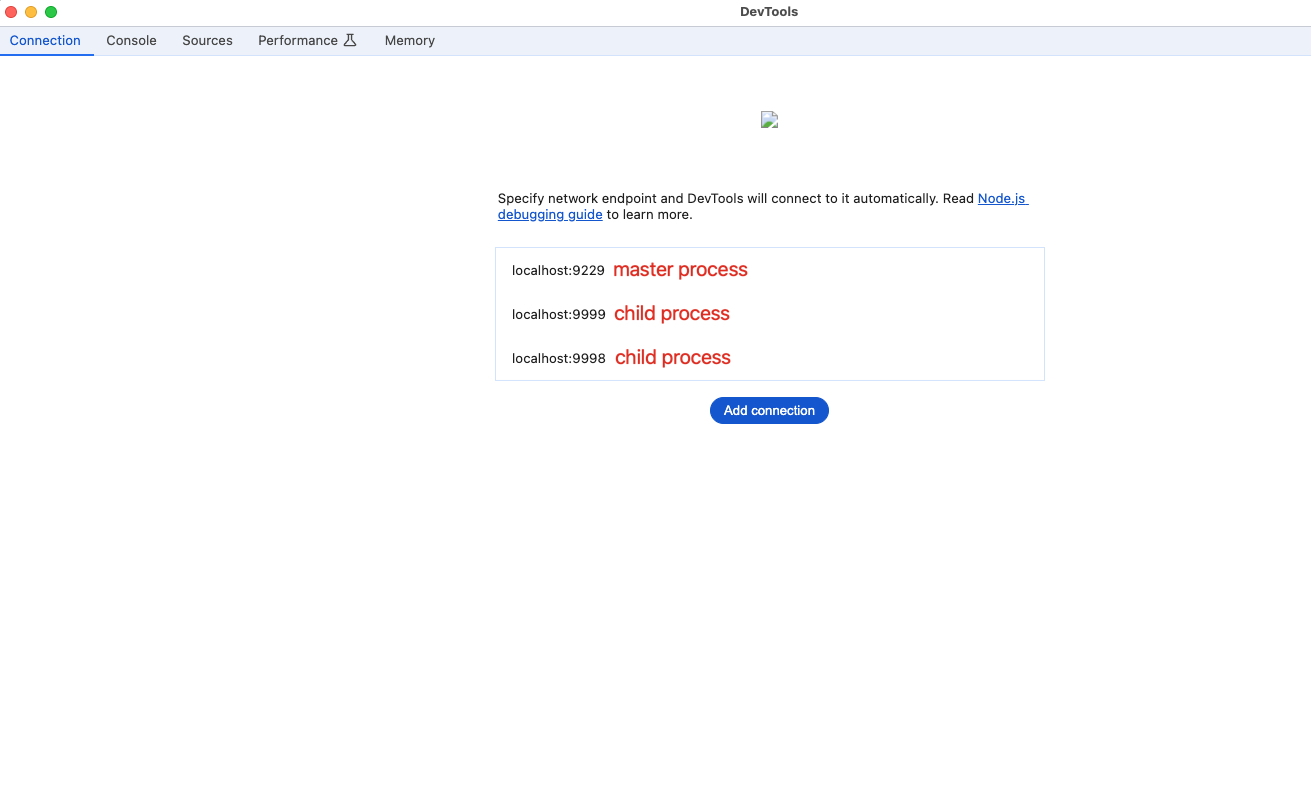 DevTools
Connection Console Sources Performance Memory
Specify network endpoint and DevTools will connect to it automatically. Read Node.js
debugging guide to learn more.
localhost:9229 master process
localhost:9999 child process
localhost:9998 child process
Add connection